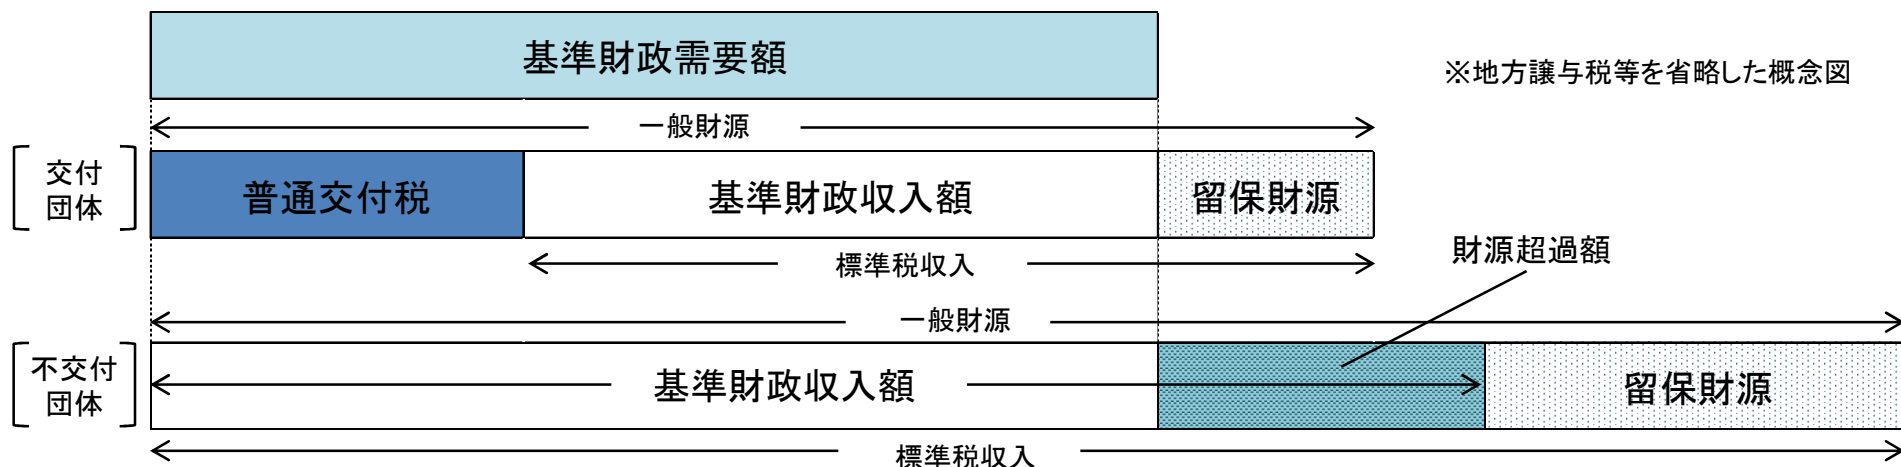 基準財政需要額
※地方譲与税等を省略した概念図
一般財源
交付
団体
普通交付税
基準財政収入額
留保財源
標準税収入
財源超過額
一般財源
不交付
団体
基準財政収入額
留保財源
標準税収入